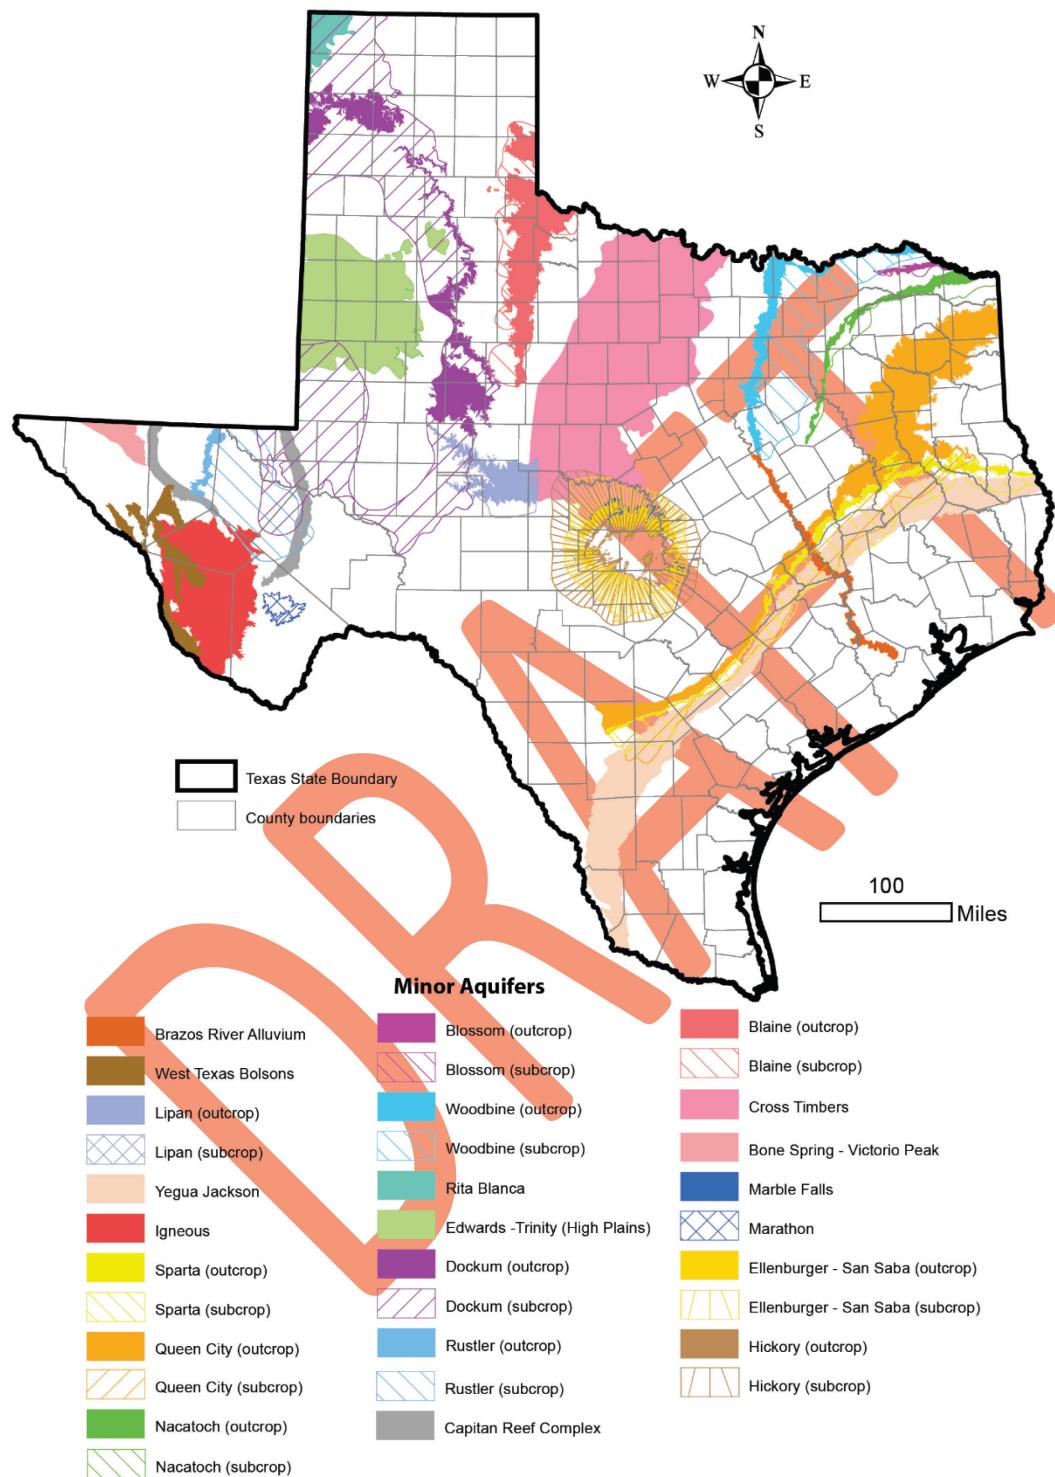 N
W
E
S
Texas State Boundary
County boundaries
100
Miles
DRAFT
Minor Aquifers
Brazos River Alluvium
West Texas Bolsons
Lipan (outcrop)
Lipan (subcrop)
Yegua Jackson
Igneous
Sparta (outcrop)
Sparta (subcrop)
Queen City (outcrop)
Queen City (subcrop)
Nacatoch (outcrop)
Nacatoch (subcrop)
Blossom (outcrop)
Blossom (subcrop)
Woodbine (outcrop)
Woodbine (subcrop)
Rita Blanca
Edwards -Trinity (High Plains)
Dockum (outcrop)
Dockum (subcrop)
Rustler (outcrop)
Rustler (subcrop)
Capitan Reef Complex
Blaine (outcrop)
Blaine (subcrop)
Cross Timbers
Bone Spring - Victorio Peak
Marble Falls
Marathon
Ellenburger - San Saba (outcrop)
Ellenburger - San Saba (subcrop)
Hickory (outcrop)
Hickory (subcrop)